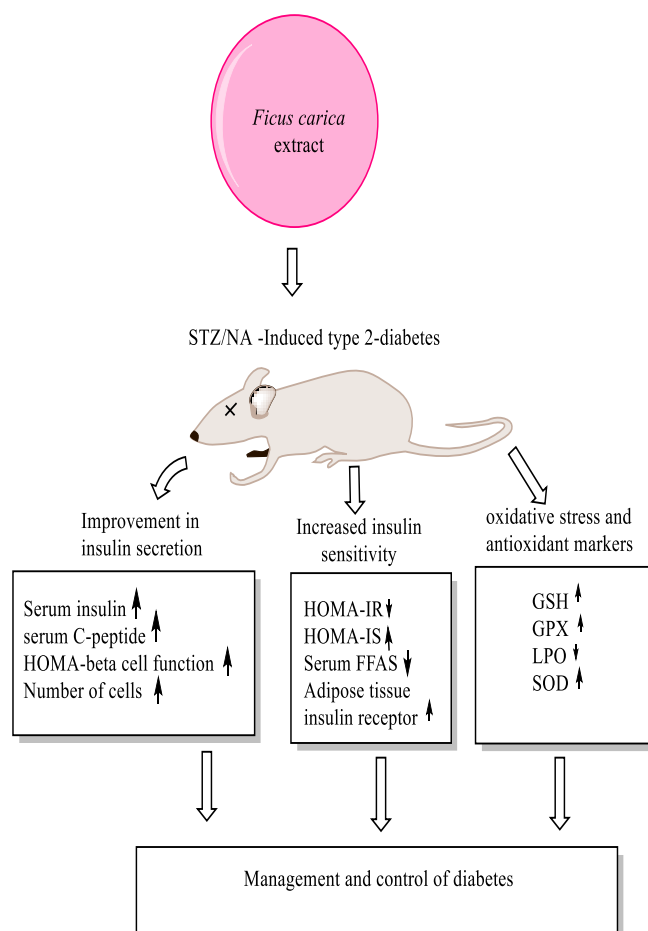 Ficus carica
extract
STZ/NA -Induced type 2-diabetes
Improvement in
insulin secretion
Serum insulin
serum C-peptide
HOMA-beta cell function
Number of cells
Increased insulin
sensitivity
HOMA-IR
HOMA-IS
Serum FFAS
Adipose tissue
insulin receptor
oxidative stress and
antioxidant markers
GSH
GPX
LPO
SOD
Management and control of diabetes